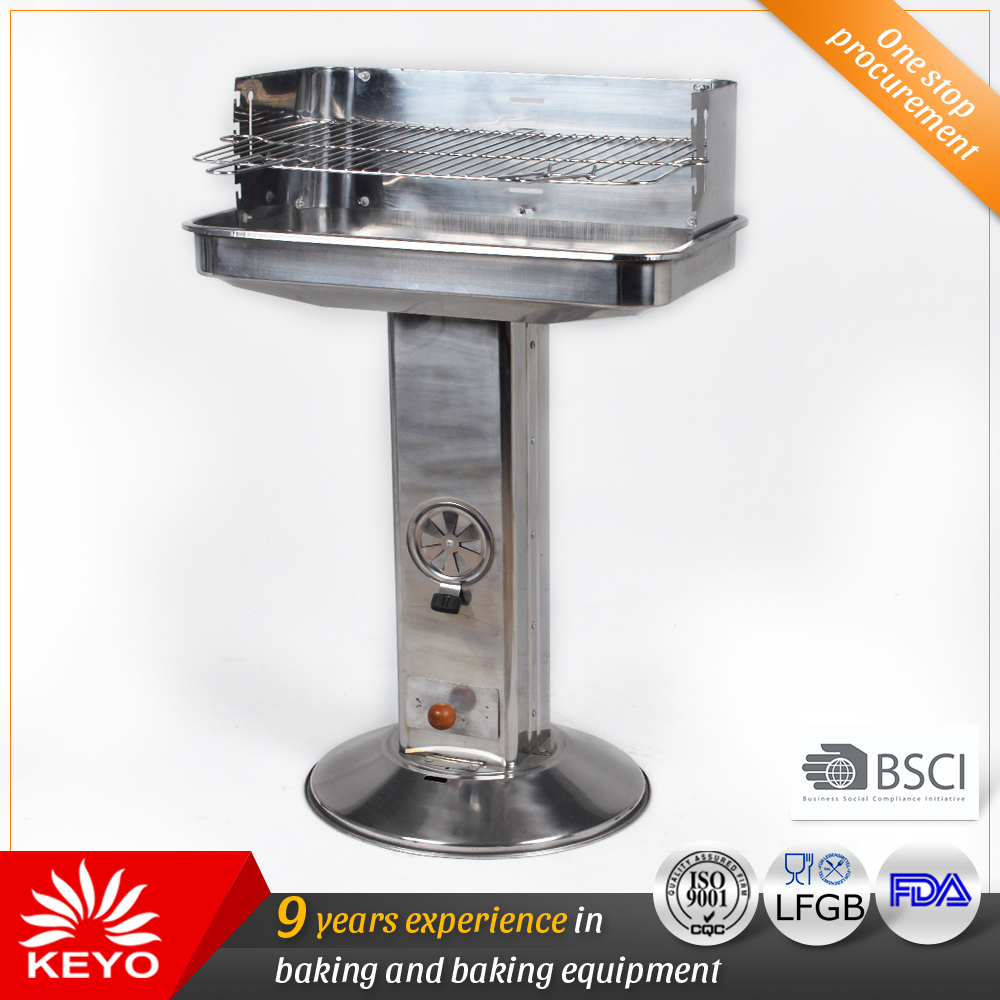 One stop
procurement
BSCI
Business Social Compliance Initiative
KEYO
9 years experience in
baking and baking equipment
QUALITY ASSURED FIRM
ISO
9001
CQC
LFGB
FDA